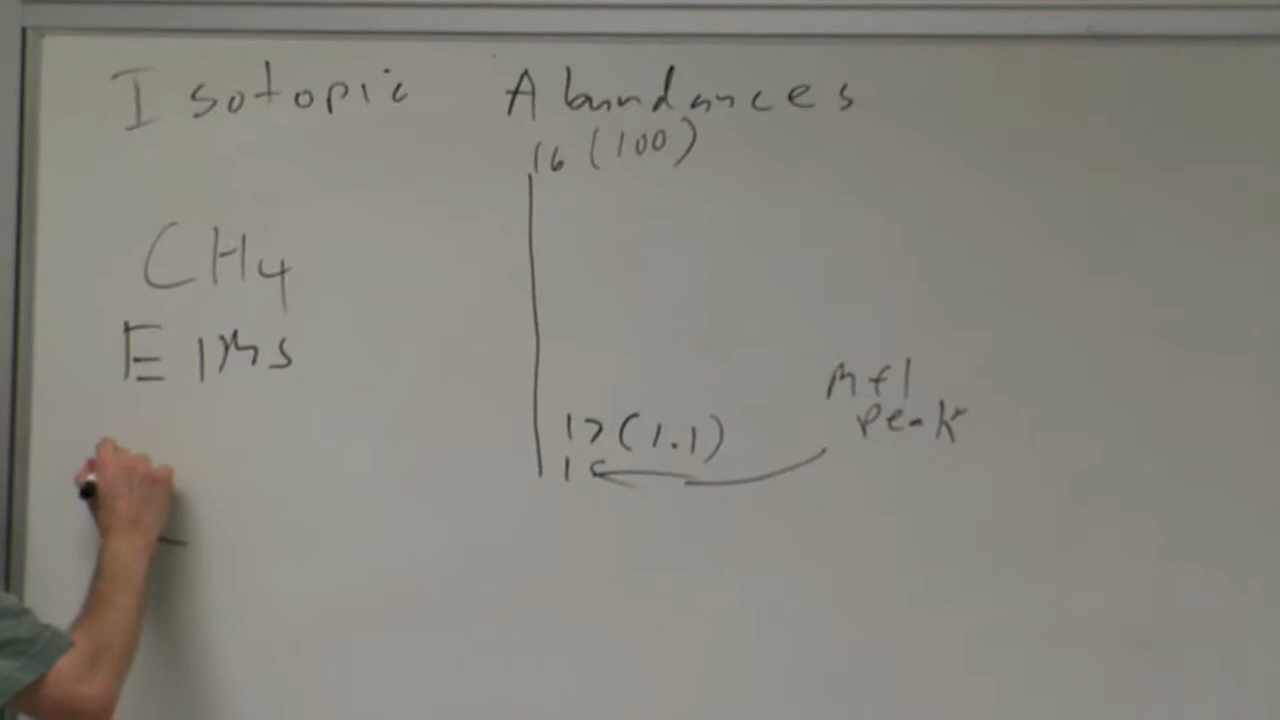 Isotopic Abundances
16 (100)
CH4
EIMS
17 (1.1)
M+1
peak